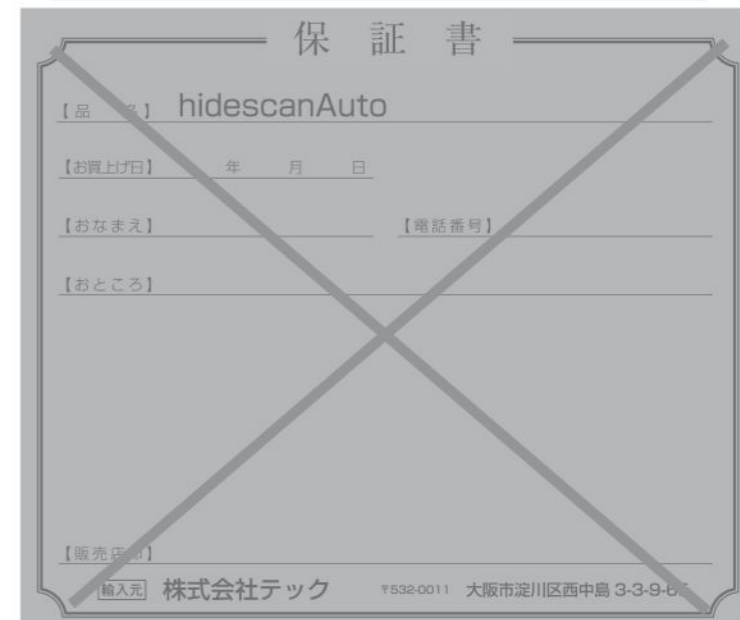 保 証 書
【品 名】 hidescanAuto
【お買上げ日】 年 月 日
【おなまえ】 【電話番号】
【おところ】
【販売店印】
輸入元 株式会社テック 〒532-0011 大阪市淀川区西中島 3-3-9-6